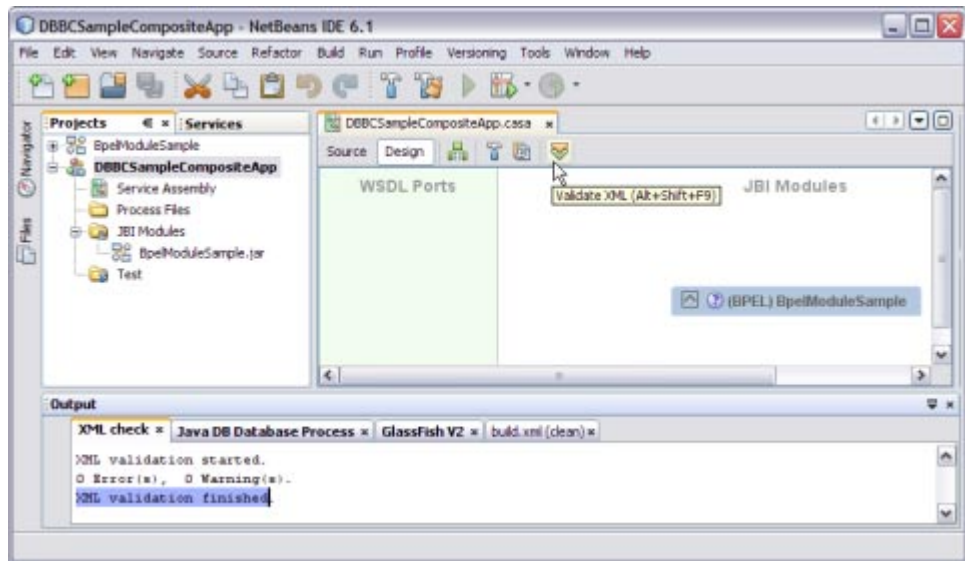 DBBCSampleCompositeApp - NetBeans IDE 6.1
File Edit View Navigate Source Refactor Build Run Profile Versioning Tools Window Help
Navigator
Files
Projects
Services
BpelModuleSample
DBBCSampleCompositeApp
Service Assembly
Process Files
JBI Modules
BpelModuleSample.jar
Test
DBBCSampleCompositeApp.casa
Source Design
WSDL Ports
JBI Modules
Validate XML (Alt+Shift+F9)
(BPEL) BpelModuleSample
Output
XML check
Java DB Database Process
GlassFish V2
build.xml (clean)
XML validation started.
0 Error(s), 0 Warning(s).
XML validation finished.